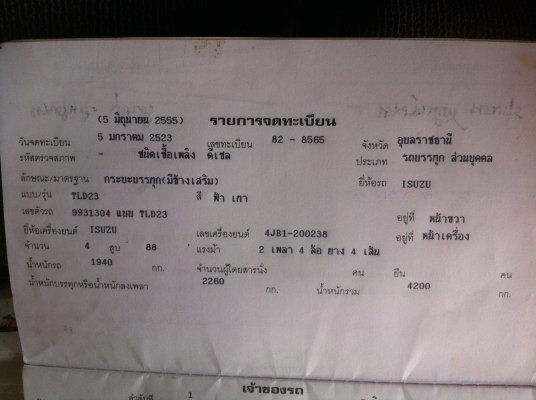 (5 มิถุนายน 2555) รายการจดทะเบียน
วันจดทะเบียน 5 มกราคม 2523 เลขทะเบียน 82 - 8565 จังหวัด อุบลราชธานี
รหัสตรวจสภาพ - ชนิดเชื้อเพลิง ดีเซล ประเภท รถบรรทุก ส่วนบุคคล
ลักษณะ/มาตรฐาน กระบะบรรทุก(มีข้างเสริม) ยี่ห้อรถ ISUZU
แบบ/รุ่น TLD23 สี ฟ้า เทา
เลขตัวรถ 9931304 แบบ TLD23 อยู่ที่ หน้าขวา
ยี่ห้อเครื่องยนต์ ISUZU เลขเครื่องยนต์ 4JB1-200238 อยู่ที่ หน้าเครื่อง
จำนวน 4 สูบ 88 แรงม้า 2 เพลา 4 ล้อ ยาง 4 เส้น
น้ำหนักรถ 1940 กก. จำนวนผู้โดยสารนั่ง คน ยืน คน
น้ำหนักบรรทุกหรือน้ำหนักลงเพลา 2260 กก. น้ำหนักรวม 4200 กก.
เจ้าของรถ
ลำดับที่ 1